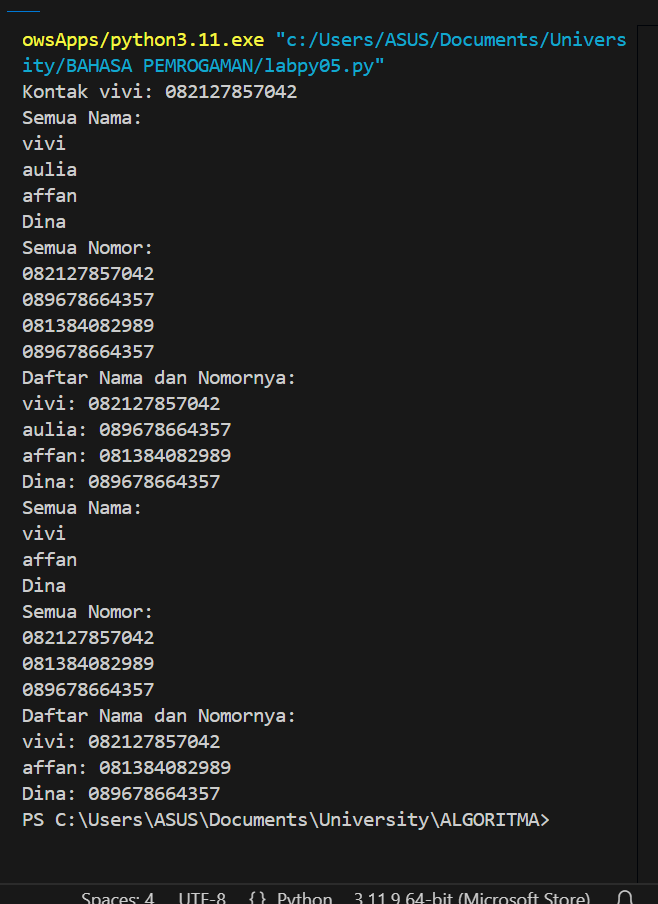 owsApps/python3.11.exe "c:/Users/ASUS/Documents/Univers
ity/BAHASA PEMROGAMAN/labpy05.py"
Kontak vivi: 082127857042
Semua Nama:
vivi
aulia
affan
Dina
Semua Nomor:
082127857042
089678664357
081384082989
089678664357
Daftar Nama dan Nomornya:
vivi: 082127857042
aulia: 089678664357
affan: 081384082989
Dina: 089678664357
Semua Nama:
vivi
affan
Dina
Semua Nomor:
082127857042
081384082989
089678664357
Daftar Nama dan Nomornya:
vivi: 082127857042
affan: 081384082989
Dina: 089678664357
PS C:\Users\ASUS\Documents\University\ALGORITMA>
Spaces: 4 UTF-8 {} Python 3.11.9 64-bit (Microsoft Store)